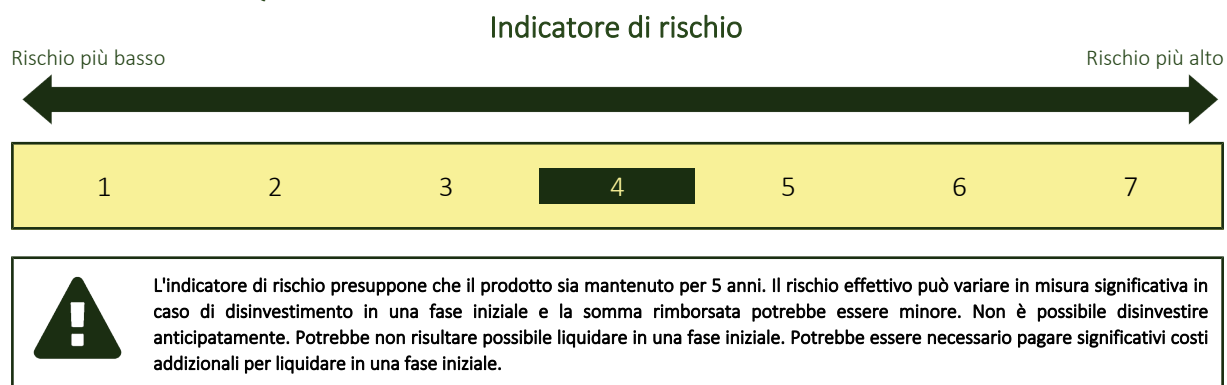 Indicatore di rischio
Rischio più basso
Rischio più alto
1 2 3 4 5 6 7
L'indicatore di rischio presuppone che il prodotto sia mantenuto per 5 anni. Il rischio effettivo può variare in misura significativa in
caso di disinvestimento in una fase iniziale e la somma rimborsata potrebbe essere minore. Non è possibile disinvestire
anticipatamente. Potrebbe non risultare possibile liquidare in una fase iniziale. Potrebbe essere necessario pagare significativi costi
addizionali per liquidare in una fase iniziale.